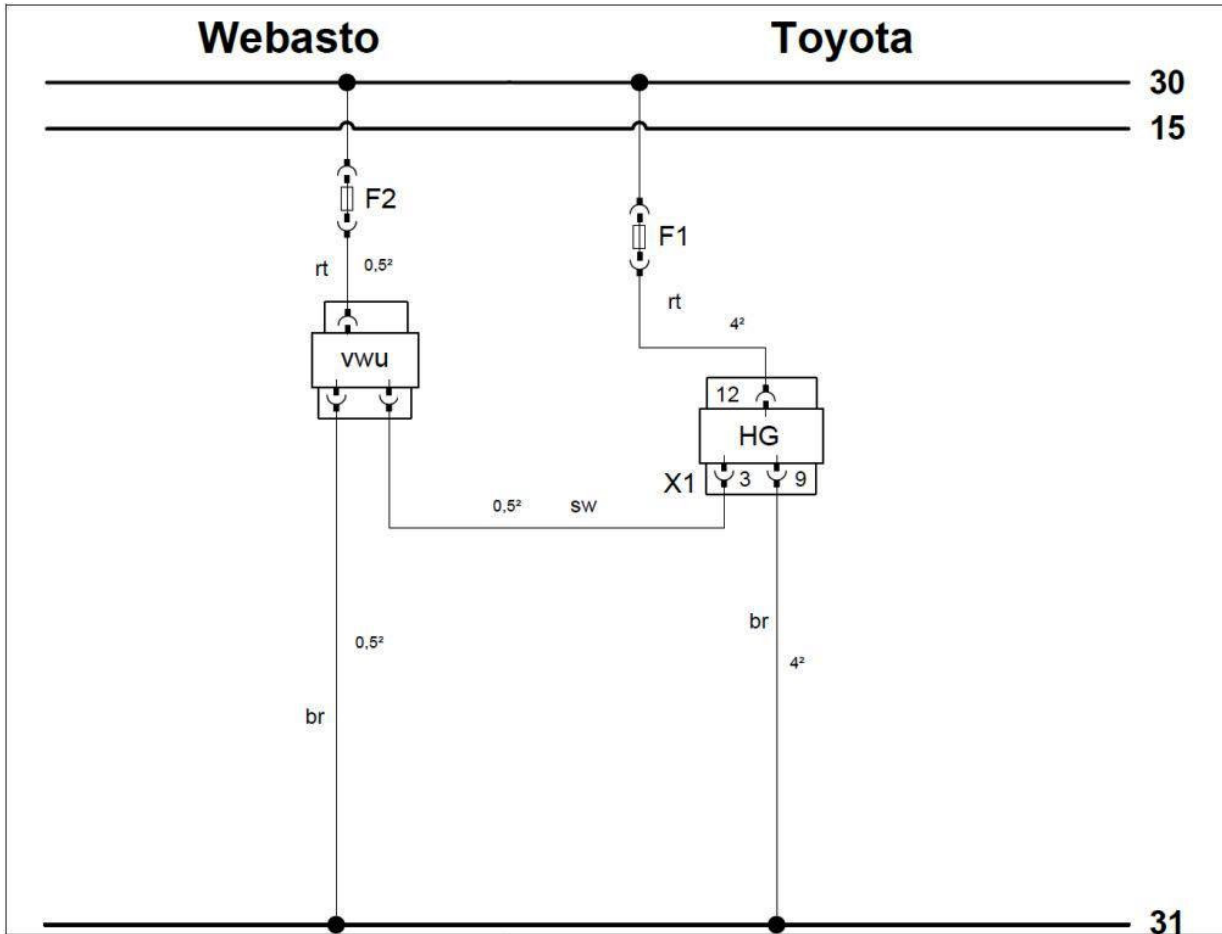 Webasto Toyota
30
15
F2
F1
rt 0,5²
rt
4²
vwu
12
HG
X1 3 9
0,5² sw
br
0,5²
4²
br
31